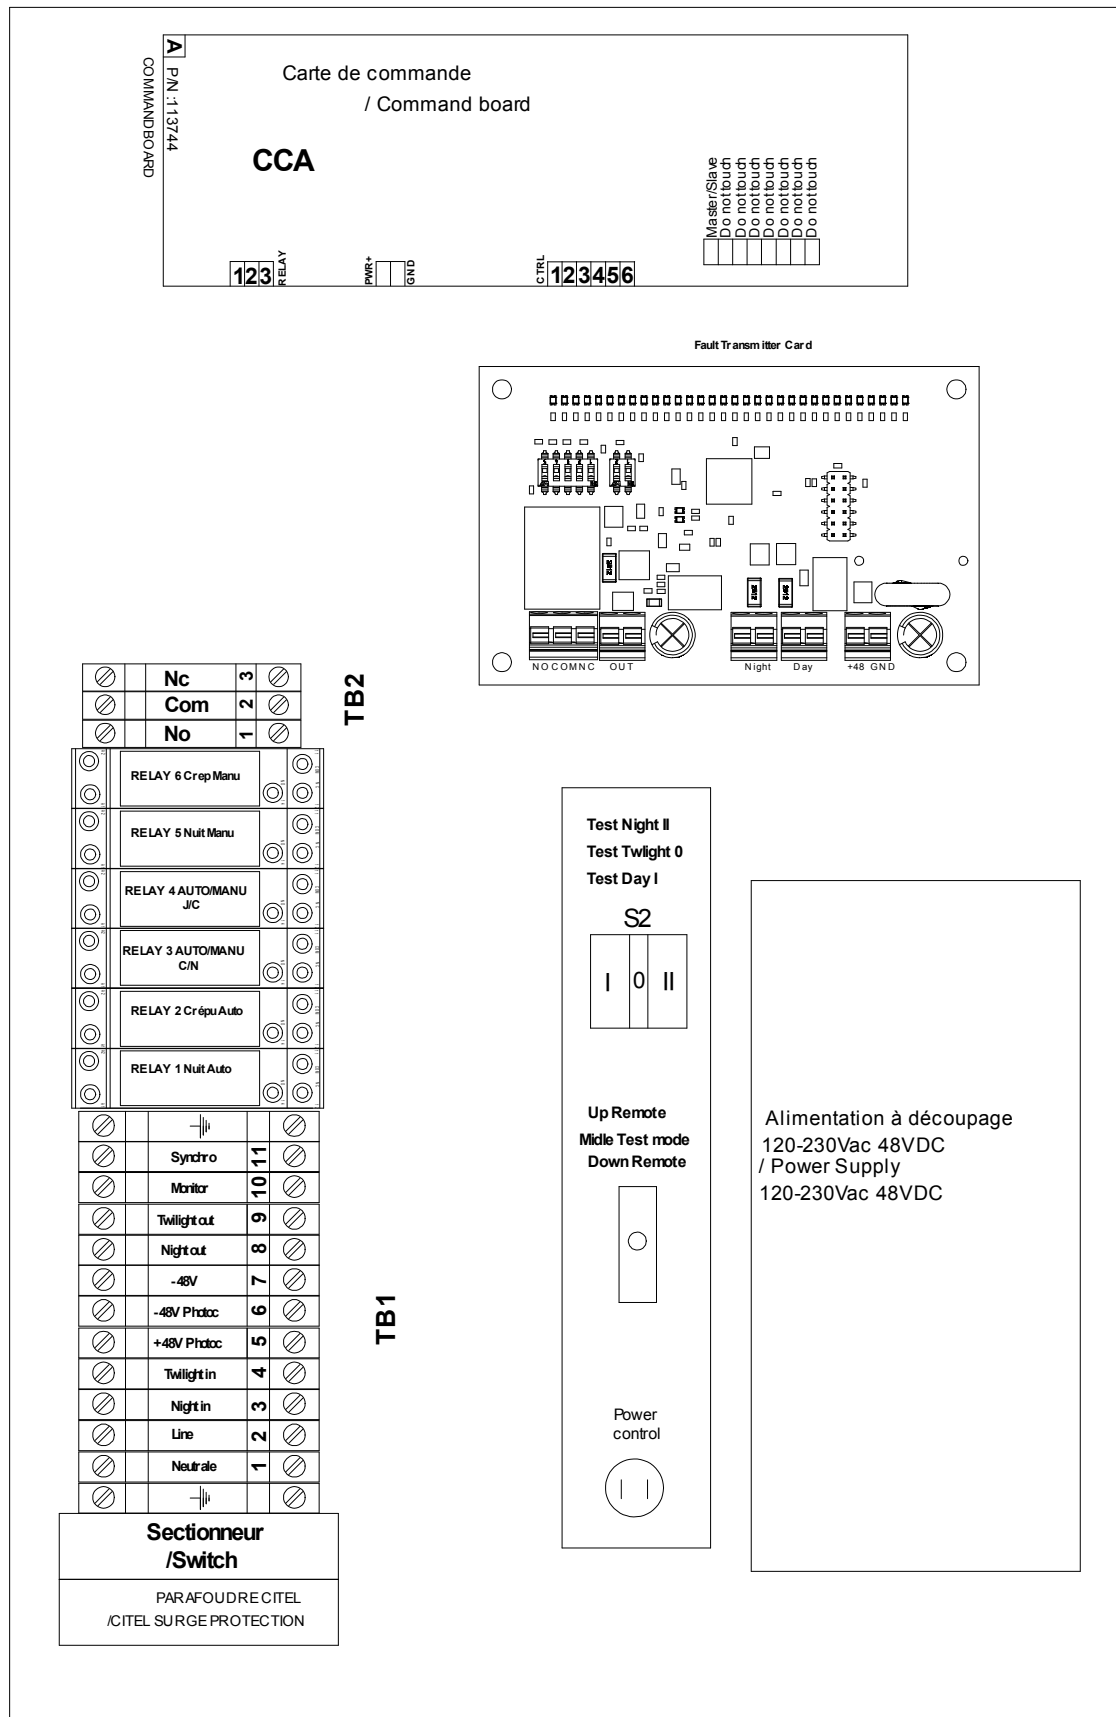 A
P/N :113744
COMMAND BOARD
Carte de commande
/ Command board
CCA
Master/Slave
Do not touch
Do not touch
Do not touch
Do not touch
Do not touch
Do not touch
Do not touch
123
RELAY
PWR+
GND
CTRL
123456
Fault Transmitter Card
NO COM NC
OUT
Night
Day
+48 GND
Nc 3
Com 2
No 1
TB2
RELAY 6 Crep Manu
RELAY 5 Nuit Manu
RELAY 4 AUTO/MANU
J/C
RELAY 3 AUTO/MANU
C/N
RELAY 2 Crépu Auto
RELAY 1 Nuit Auto
Synchro 11
Monitor 10
Twilight out 9
Night out 8
-48V 7
-48V Photoc 6
+48V Photoc 5
Twilight in 4
Night in 3
Line 2
Neutrale 1
TB1
Sectionneur
/Switch
PARAFOUDRE CITEL
/CITEL SURGE PROTECTION
Test Night II
Test Twlight 0
Test Day I
S2
I 0 II
Up Remote
Midle Test mode
Down Remote
Power
control
Alimentation à découpage
120-230Vac 48VDC
/ Power Supply
120-230Vac 48VDC